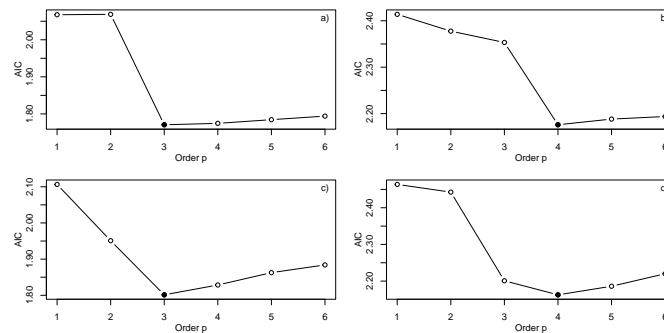 a)
AIC
1.80 1.90 2.00
1 2 3 4 5 6
Order p
b
AIC
2.20 2.30 2.40
1 2 3 4 5 6
Order p
c)
AIC
1.80 1.90 2.00 2.10
1 2 3 4 5 6
Order p
d
AIC
2.20 2.30 2.40
1 2 3 4 5 6
Order p